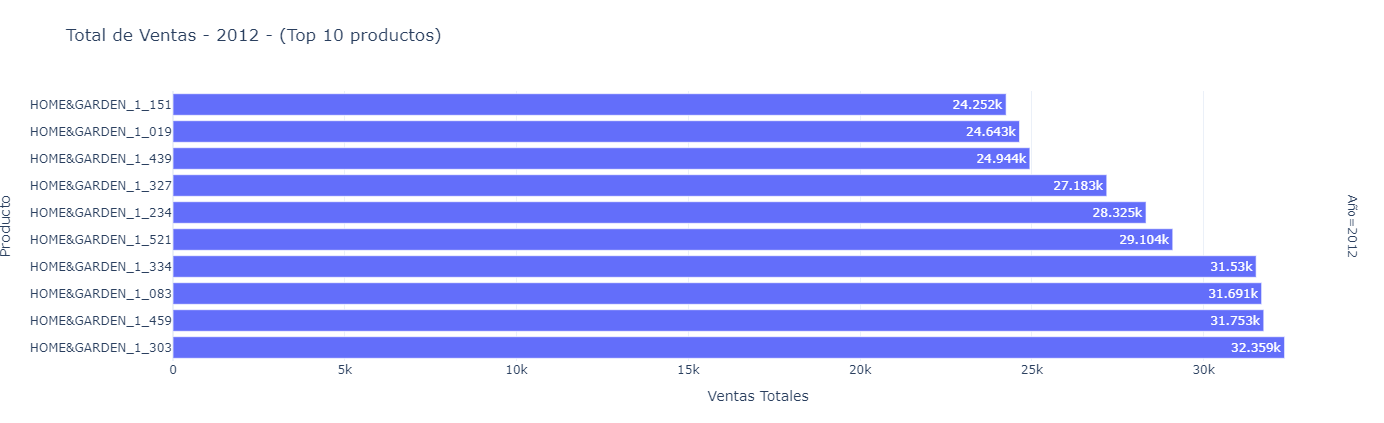 Total de Ventas - 2012 - (Top 10 productos)
HOME&GARDEN_1_151 24.252k
HOME&GARDEN_1_019 24.643k
HOME&GARDEN_1_439 24.944k
HOME&GARDEN_1_327 27.183k
HOME&GARDEN_1_234 28.325k
HOME&GARDEN_1_521 29.104k
HOME&GARDEN_1_334 31.53k
HOME&GARDEN_1_083 31.691k
HOME&GARDEN_1_459 31.753k
HOME&GARDEN_1_303 32.359k
Producto
Año=2012
0 5k 10k 15k 20k 25k 30k
Ventas Totales